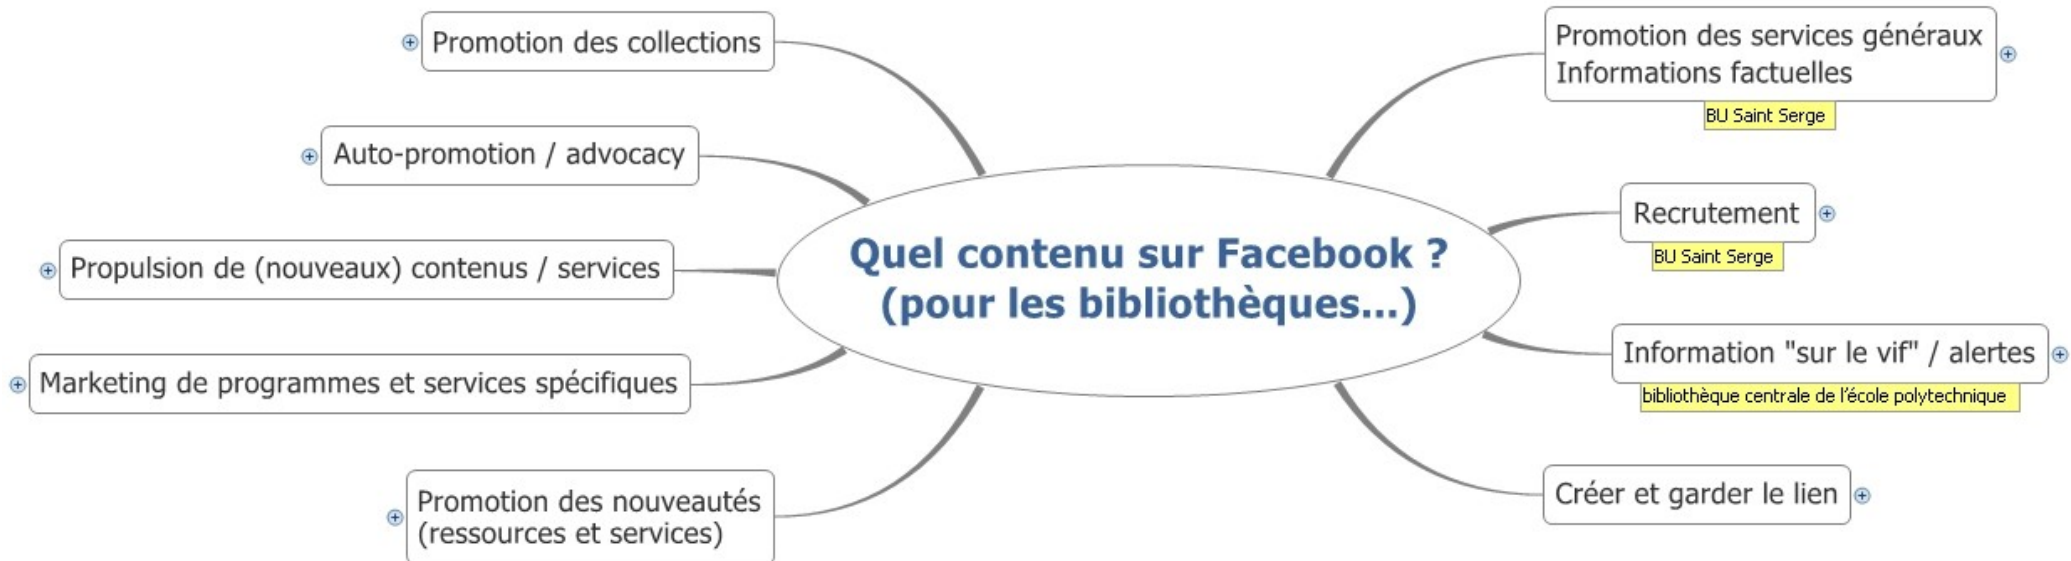 Quel contenu sur Facebook ?
(pour les bibliothèques...)
Promotion des services généraux
Informations factuelles
BU Saint Serge
Recrutement
BU Saint Serge
Information "sur le vif" / alertes
bibliothèque centrale de l'école polytechnique
Créer et garder le lien
Promotion des collections
Auto-promotion / advocacy
Propulsion de (nouveaux) contenus / services
Marketing de programmes et services spécifiques
Promotion des nouveautés
(ressources et services)